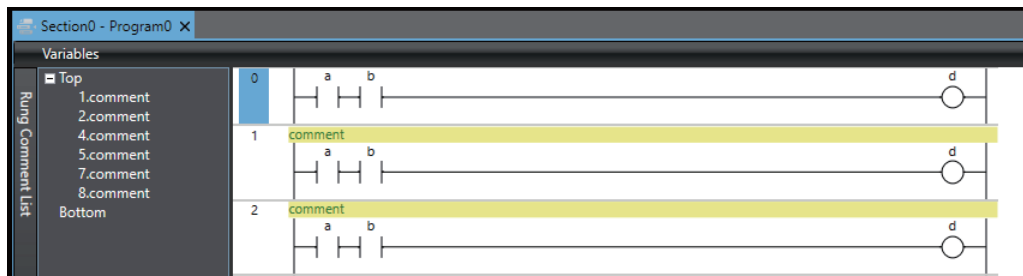 Section0 - Program0
Variables
Rung Comment List
Top
1.comment
2.comment
4.comment
5.comment
7.comment
8.comment
Bottom
0
a b d
1 comment
a b d
2 comment
a b d